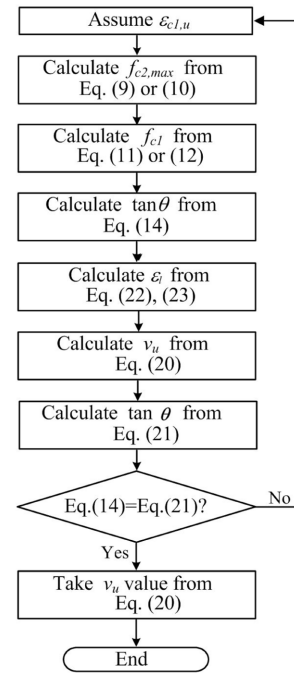 Assume εc1,u
Calculate fc2,max from
Eq. (9) or (10)
Calculate fc1 from
Eq. (11) or (12)
Calculate tanθ from
Eq. (14)
Calculate εl from
Eq. (22), (23)
Calculate vu from
Eq. (20)
Calculate tan θ from
Eq. (21)
Eq.(14)=Eq.(21)?
No
Yes
Take vu value from
Eq. (20)
End